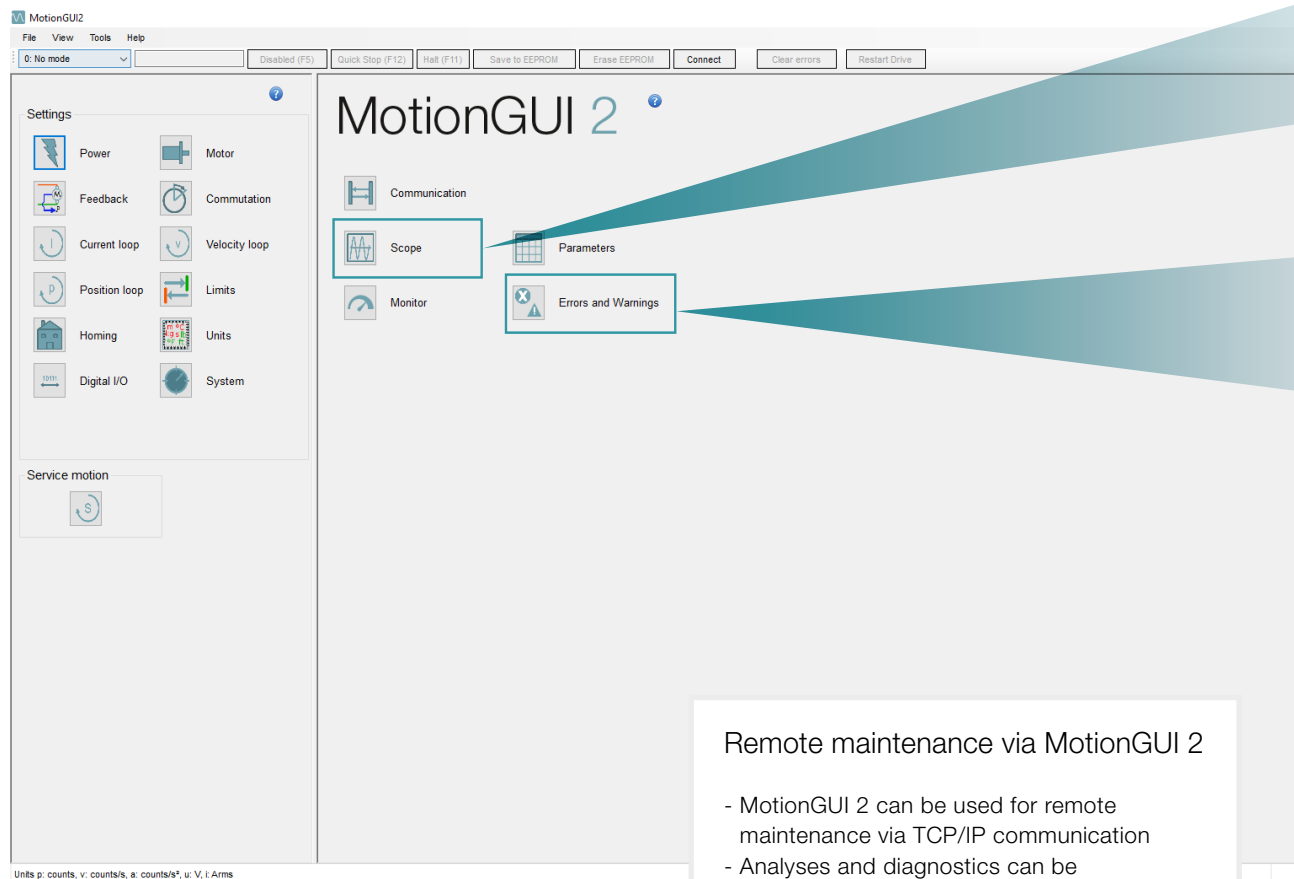 MotionGUI2
File View Tools Help
0: No mode Disabled (F5) Quick Stop (F12) Halt (F11) Save to EEPROM Erase EEPROM Connect Clear errors Restart Drive
Settings
Power Motor
Feedback Commutation
Current loop Velocity loop
Position loop Limits
Homing Units
Digital I/O System
Service motion
S
MotionGUI 2
Communication
Scope Parameters
Monitor Errors and Warnings
Remote maintenance via MotionGUI 2
- MotionGUI 2 can be used for remote
maintenance via TCP/IP communication
- Analyses and diagnostics can be
Units p: counts, v: counts/s, a: counts/s², u: V, i: Arms